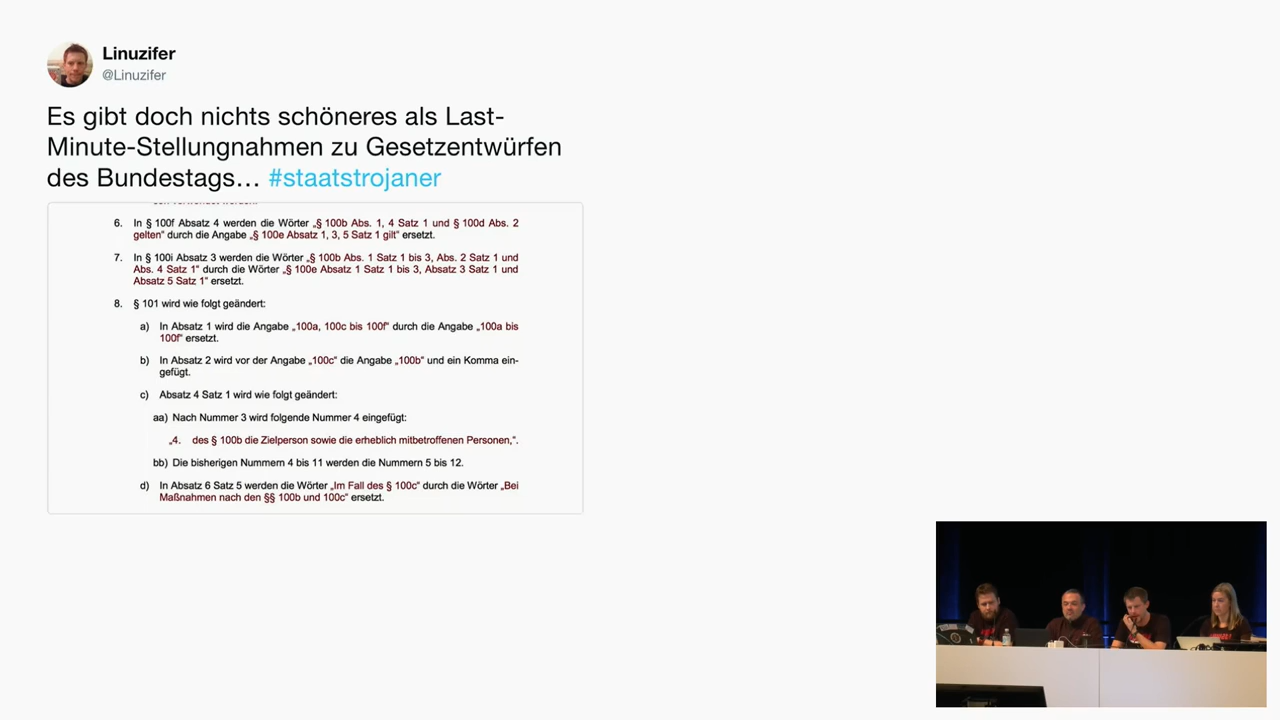 Linuzifer
@Linuzifer
Es gibt doch nichts schöneres als Last-
Minute-Stellungnahmen zu Gesetzentwürfen
des Bundestags… #staatstrojaner
6. In § 100f Absatz 4 werden die Wörter „§ 100b Abs. 1, 4 Satz 1 und § 100d Abs. 2
gelten“ durch die Angabe „§ 100e Absatz 1, 3, 5 Satz 1 gilt“ ersetzt.
7. In § 100i Absatz 3 werden die Wörter „§ 100b Abs. 1 Satz 1 bis 3, Abs. 2 Satz 1 und
Abs. 4 Satz 1“ durch die Wörter „§ 100e Absatz 1 Satz 1 bis 3, Absatz 3 Satz 1 und
Absatz 5 Satz 1“ ersetzt.
8. § 101 wird wie folgt geändert:
a) In Absatz 1 wird die Angabe „100a, 100c bis 100f“ durch die Angabe „100a bis
100f“ ersetzt.
b) In Absatz 2 wird vor der Angabe „100c“ die Angabe „100b“ und ein Komma ein-
gefügt.
c) Absatz 4 Satz 1 wird wie folgt geändert:
aa) Nach Nummer 3 wird folgende Nummer 4 eingefügt:
„4. des § 100b die Zielperson sowie die erheblich mitbetroffenen Personen,“.
bb) Die bisherigen Nummern 4 bis 11 werden die Nummern 5 bis 12.
d) In Absatz 6 Satz 5 werden die Wörter „Im Fall des § 100c“ durch die Wörter „Bei
Maßnahmen nach den §§ 100b und 100c“ ersetzt.